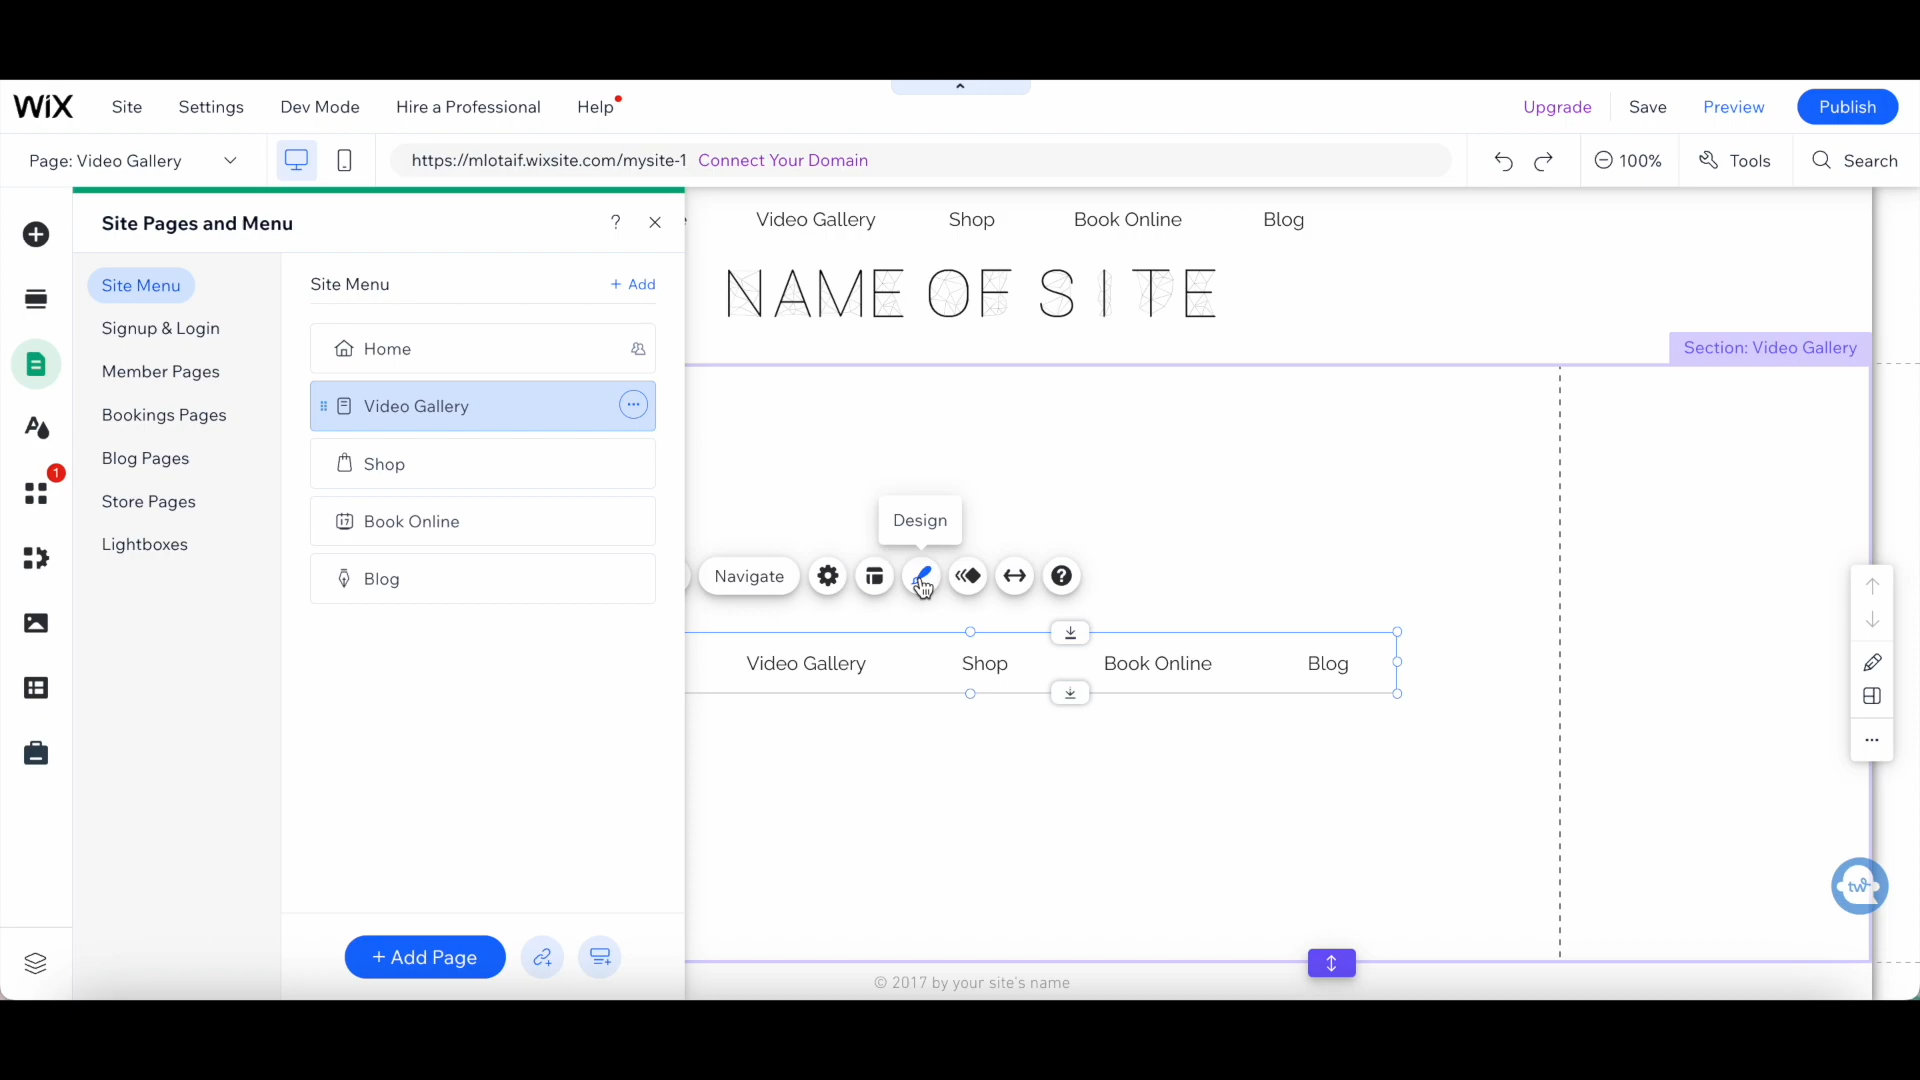 WiX Site Settings Dev Mode Hire a Professional Help Upgrade Save Preview Publish
Page: Video Gallery https://mlotaif.wixsite.com/mysite-1 Connect Your Domain 100% Tools Search
Site Pages and Menu ?
Video Gallery Shop Book Online Blog
Site Menu
Signup & Login
Member Pages
Bookings Pages
Blog Pages
Store Pages
Lightboxes
Site Menu + Add
Home
Video Gallery
Shop
17 Book Online
Blog
+ Add Page
1
NAME OF SITE
Section: Video Gallery
Design
Navigate ?
Video Gallery Shop Book Online Blog
tw
© 2017 by your site's name